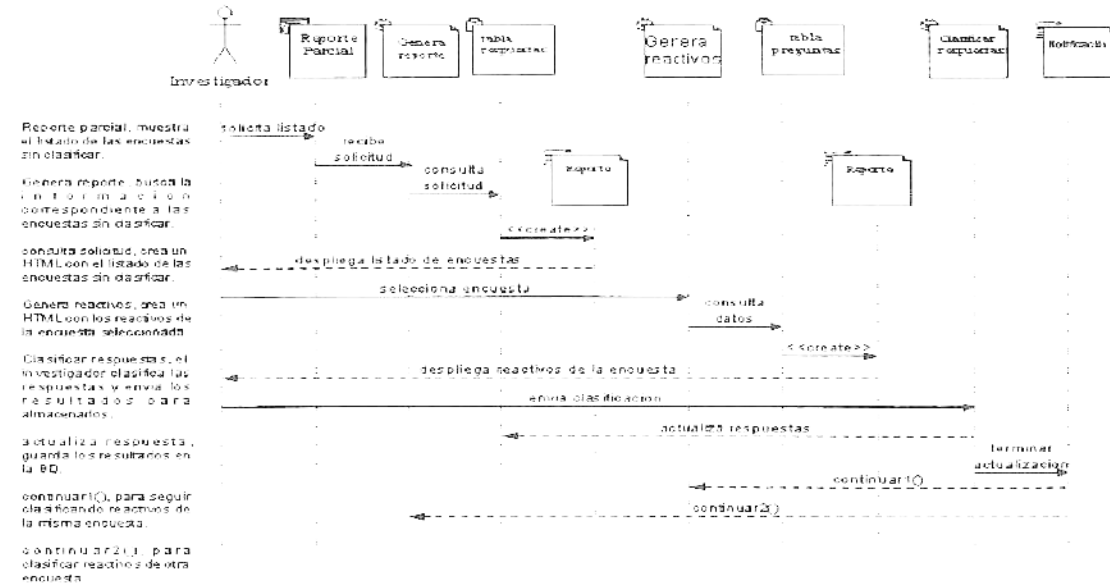 Investigador
Reporte
Parcial
Genera
reporte
tabla
respuestas
Genera
reactivos
tabla
preguntas
Clasificar
respuestas
Notificación
Reporte parcial, muestra
el listado de las encuestas
sin clasificar.
Genera reporte, busca la
información
correspondiente a las
encuestas sin clasificar.
consulta solicitud, crea un
HTML con el listado de las
encuestas sin clasificar.
Genera reactivos, crea un
HTML con los reactivos de
la encuesta seleccionada
Clasificar respuestas, el
investigador clasifica las
respuestas y envia los
resultados para
almacenarlos.
actualiza respuesta,
guarda los resultados en
la BD.
continuar1(), para seguir
clasificando reactivos de
la misma encuesta.
continuar2(), para
clasificar reactivos de otra
encuesta
solicita listado
recibe
solicitud
consulta
solicitud
Reporte
Reporte
<<create>>
despliega listado de encuestas
selecciona encuesta
consulta
datos
<<create>>
despliega reactivos de la encuesta
envia clasificacion
actualiza respuestas
terminar
actualizacion
continuar1()
continuar2()